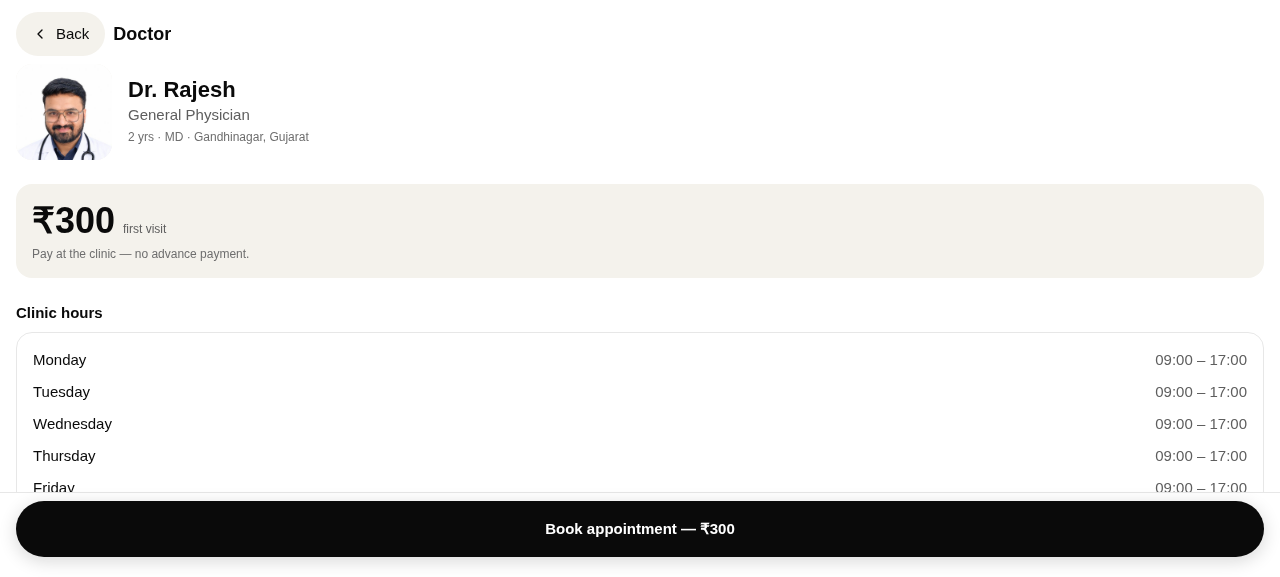 Back
Doctor
Dr. Rajesh
General Physician
2 yrs · MD · Gandhinagar, Gujarat
₹300 first visit
Pay at the clinic — no advance payment.
Clinic hours
Monday 09:00 – 17:00
Tuesday 09:00 – 17:00
Wednesday 09:00 – 17:00
Thursday 09:00 – 17:00
Friday 09:00 – 17:00
Book appointment — ₹300